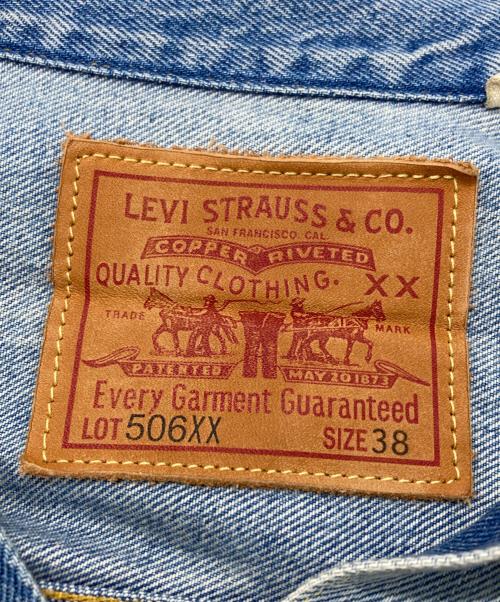 LEVI STRAUSS & CO.
SAN FRANCISCO, CAL
COPPER RIVETED
QUALITY CLOTHING. XX
TRADE MARK
PATENTED MAY 20 1873
Every Garment Guaranteed
LOT 506XX SIZE 38